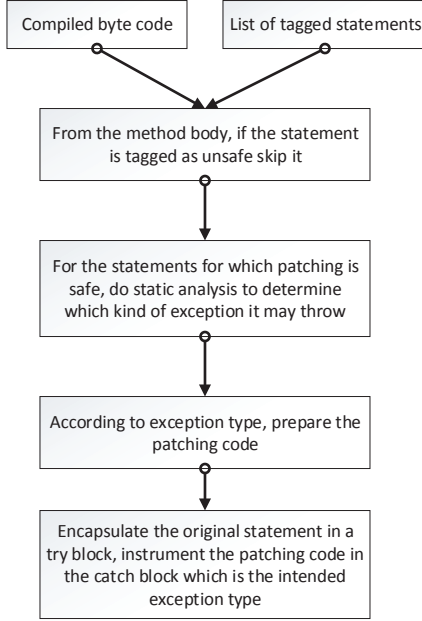 Compiled byte code
List of tagged statements
From the method body, if the statement
is tagged as unsafe skip it
For the statements for which patching is
safe, do static analysis to determine
which kind of exception it may throw
According to exception type, prepare the
patching code
Encapsulate the original statement in a
try block, instrument the patching code in
the catch block which is the intended
exception type